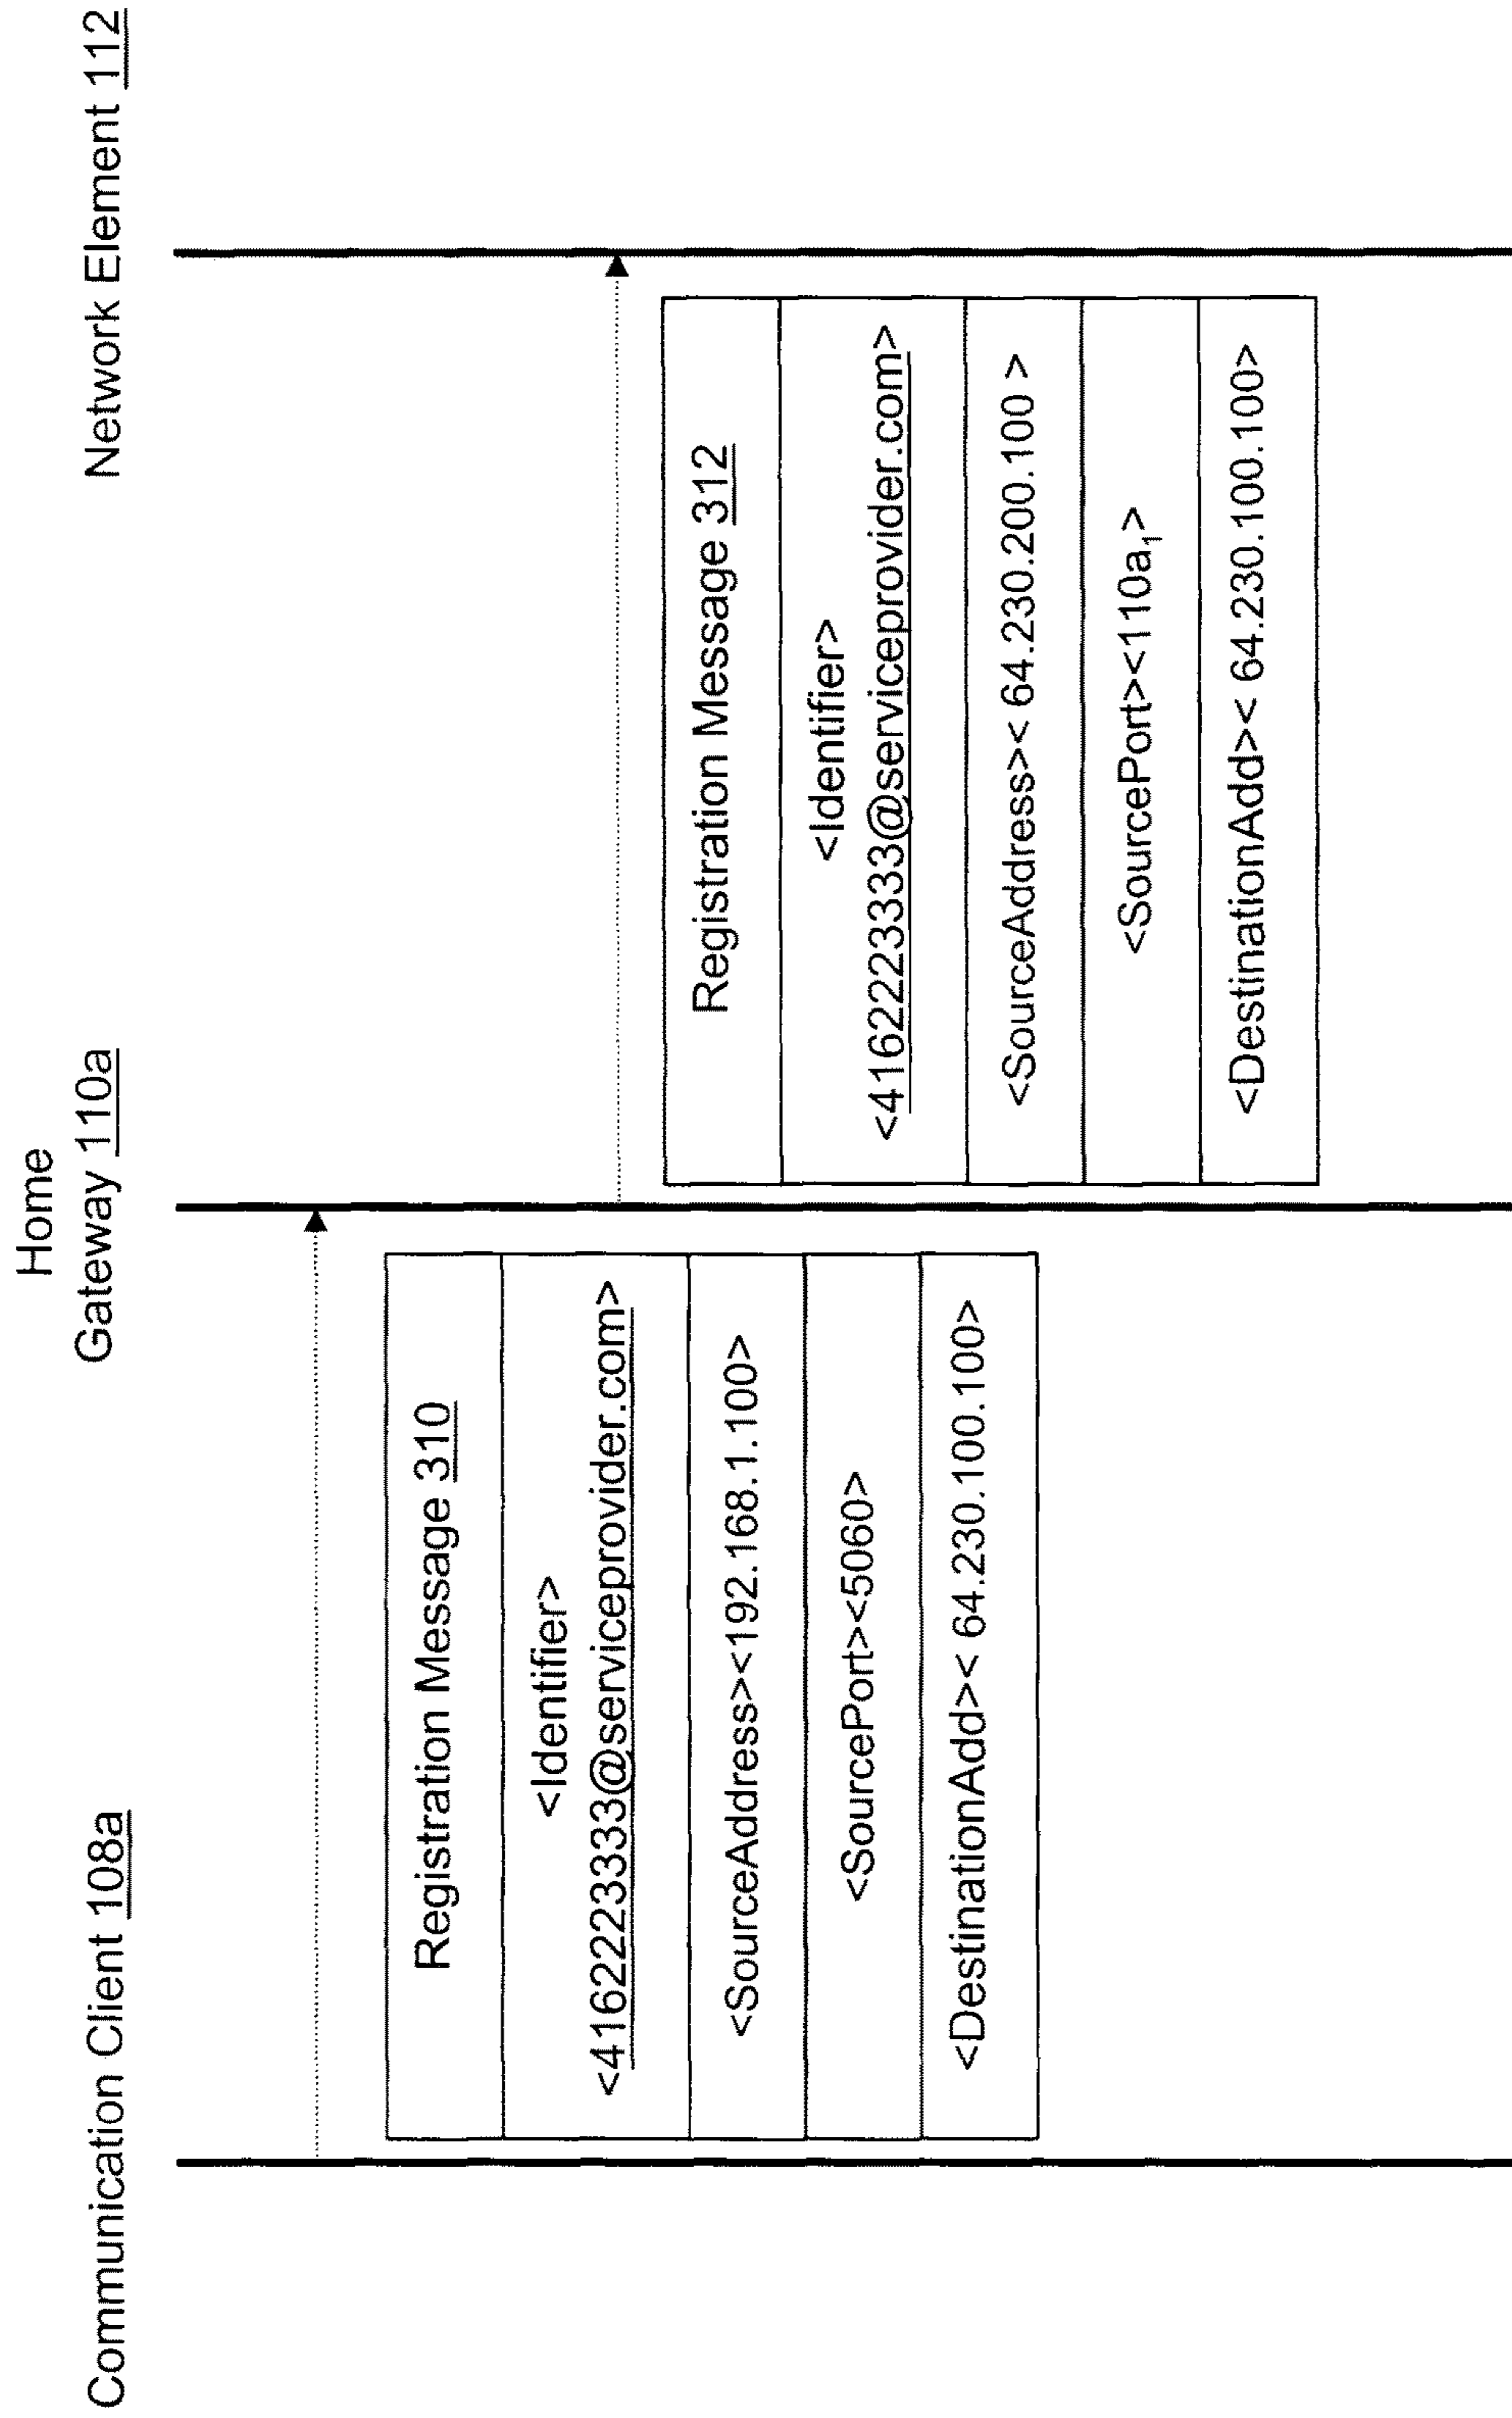 Communication Client 108a
Home
Gateway 110a
Network Element 112
Registration Message 310
<Identifier>
<4162223333@serviceprovider.com>
<SourceAddress><192.168.1.100>
<SourcePort><5060>
<DestinationAdd>< 64.230.100.100>
Registration Message 312
<Identifier>
<4162223333@serviceprovider.com>
<SourceAddress>< 64.230.200.100 >
<SourcePort><110a₁>
<DestinationAdd>< 64.230.100.100>